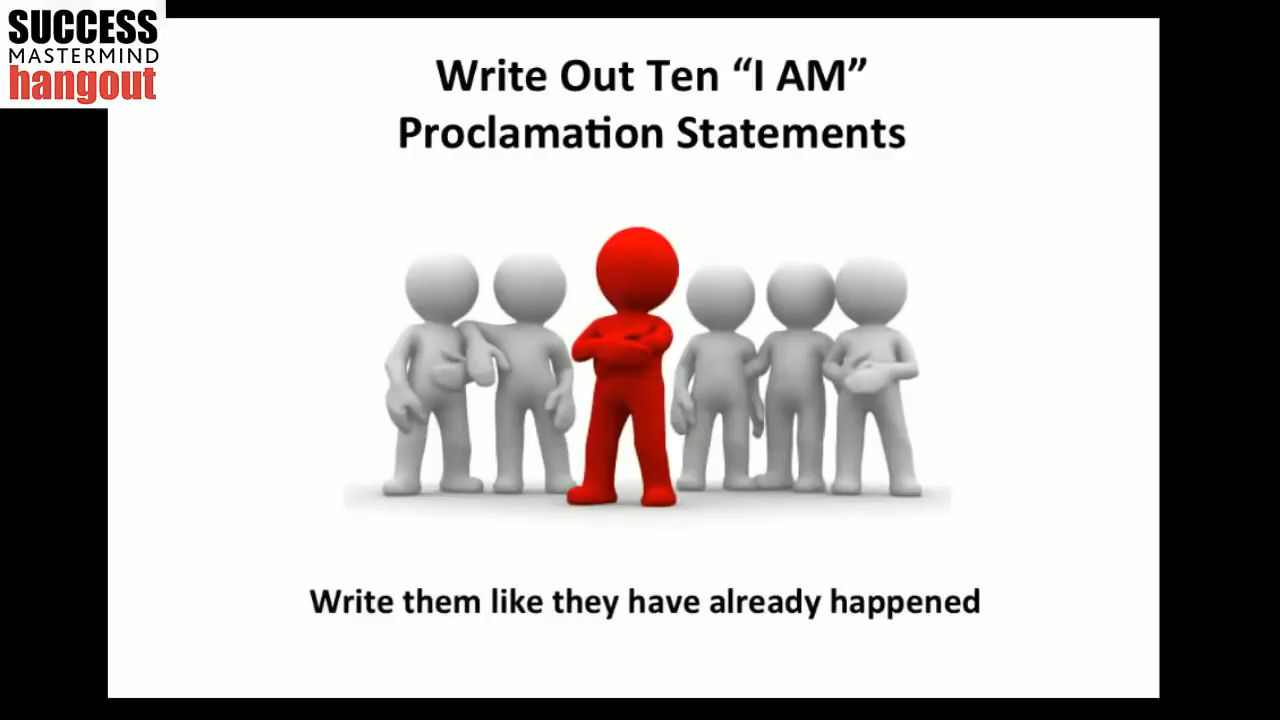 SUCCESS
MASTERMIND
hangout
Write Out Ten “I AM”
Proclamation Statements
Write them like they have already happened